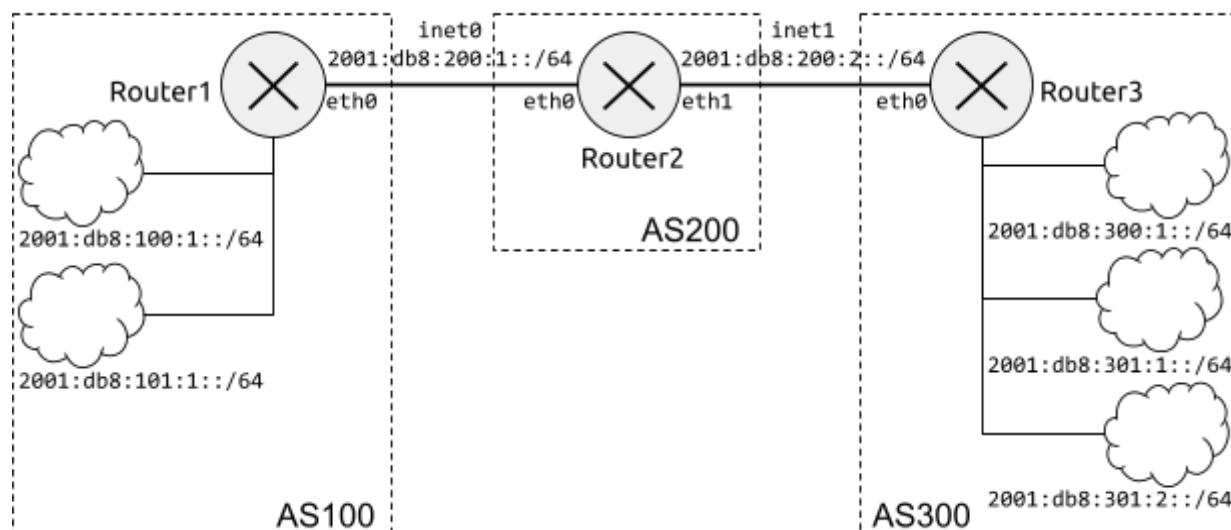 inet0
2001:db8:200:1::/64
inet1
2001:db8:200:2::/64
Router1
eth0
eth0
eth1
eth0
Router3
Router2
2001:db8:100:1::/64
AS200
2001:db8:300:1::/64
2001:db8:101:1::/64
2001:db8:301:1::/64
2001:db8:301:2::/64
AS100
AS300